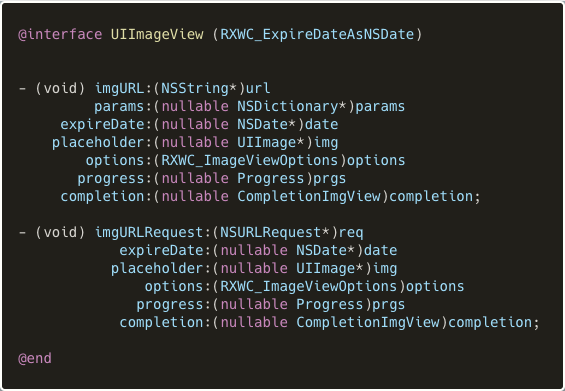 @interface UIImageView (RXWC_ExpireDateAsNSDate)
- (void) imgURL:(NSString*)url
params:(nullable NSDictionary*)params
expireDate:(nullable NSDate*)date
placeholder:(nullable UIImage*)img
options:(RXWC_ImageViewOptions)options
progress:(nullable Progress)prgs
completion:(nullable CompletionImgView)completion;
- (void) imgURLRequest:(NSURLRequest*)req
expireDate:(nullable NSDate*)date
placeholder:(nullable UIImage*)img
options:(RXWC_ImageViewOptions)options
progress:(nullable Progress)prgs
completion:(nullable CompletionImgView)completion;
@end